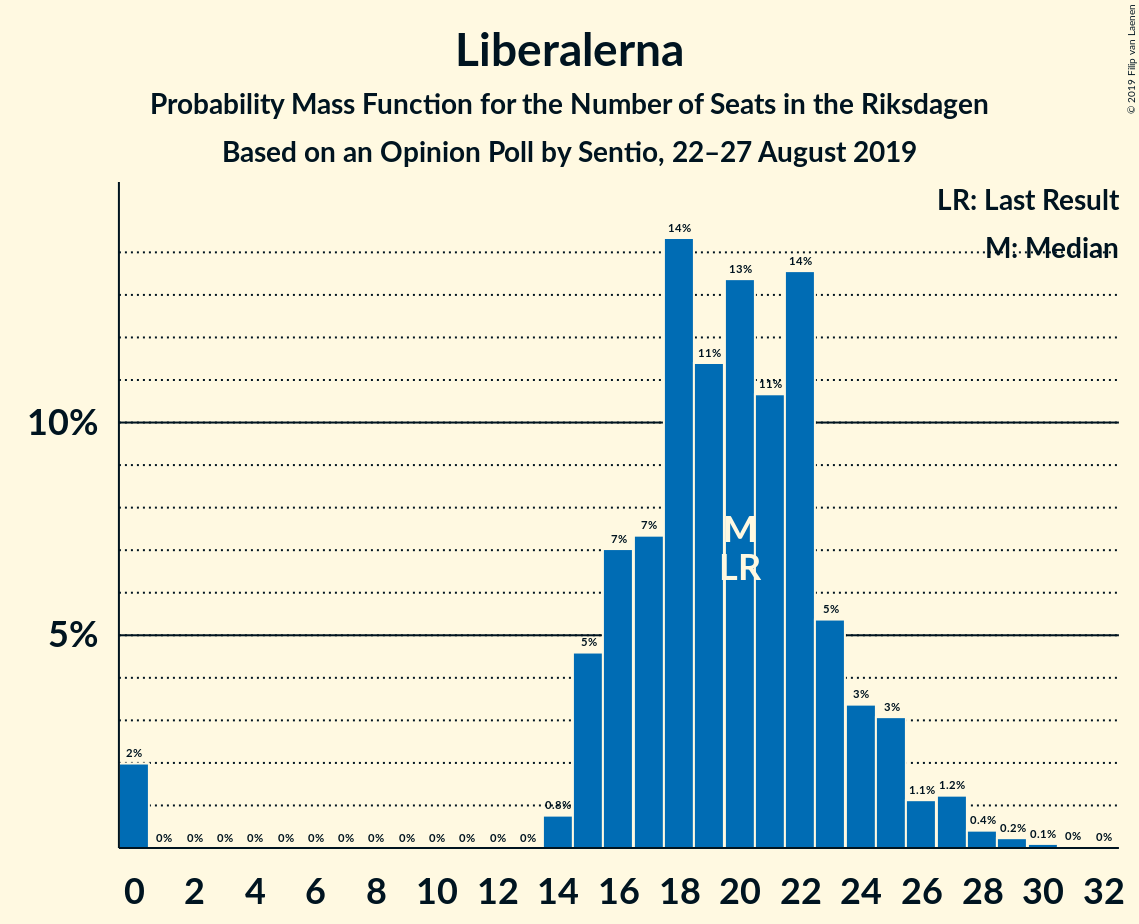 Liberalerna
Probability Mass Function for the Number of Seats in the Riksdagen
Based on an Opinion Poll by Sentio, 22–27 August 2019
© 2019 Filip van Laenen
LR: Last Result
M: Median
10%
5%
2% 0% 0% 0% 0% 0% 0% 0% 0% 0% 0% 0% 0% 0% 0.8% 5% 7% 7% 14% 11% 13% 11% 14% 5% 3% 3% 1.1% 1.2% 0.4% 0.2% 0.1% 0% 0%
M
LR
0 2 4 6 8 10 12 14 16 18 20 22 24 26 28 30 32